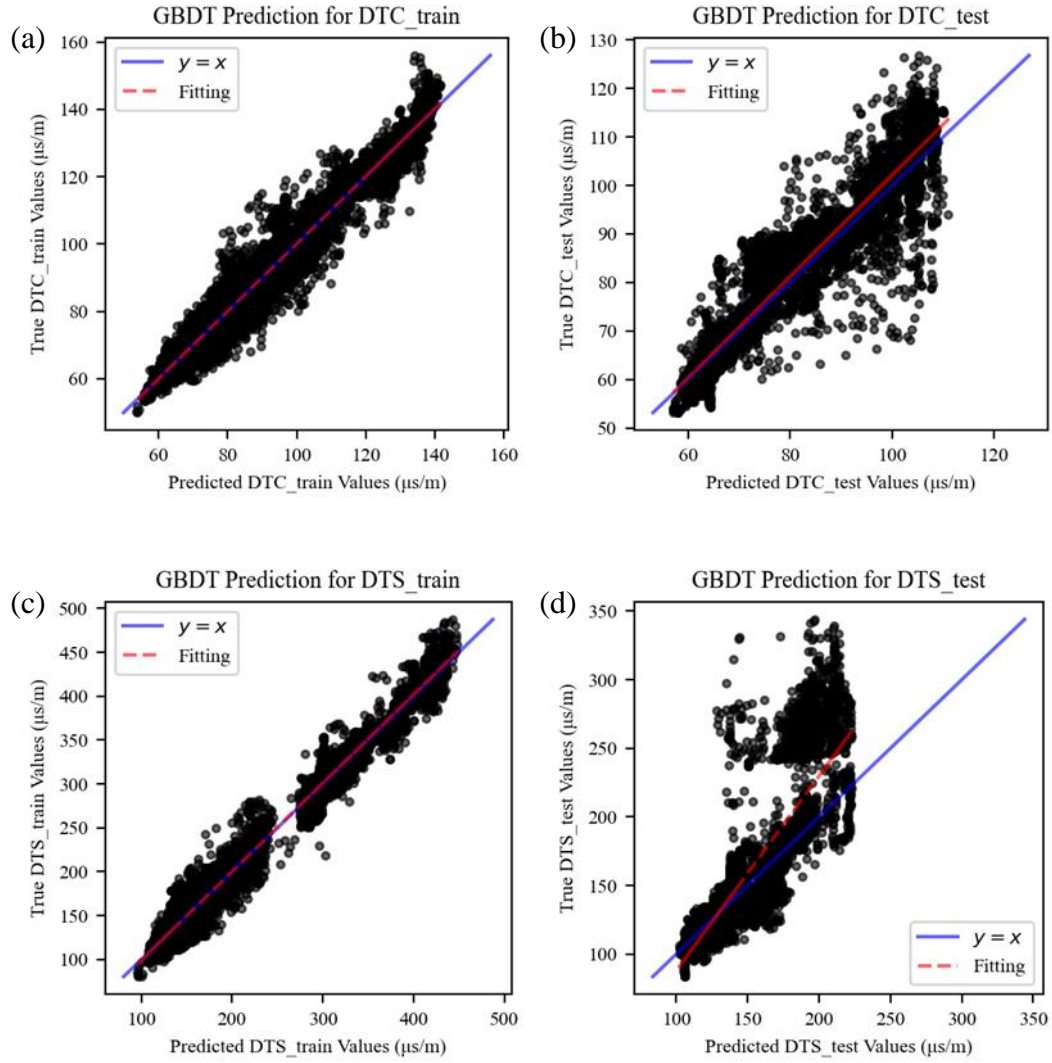 GBDT Prediction for DTC_train
(a)
160
140
120
100
80
60
True DTC_train Values (μs/m)
y = x
Fitting
60 80 100 120 140 160
Predicted DTC_train Values (μs/m)
GBDT Prediction for DTC_test
(b)
130
120
110
100
90
80
70
60
50
True DTC_test Values (μs/m)
y = x
Fitting
60 80 100 120
Predicted DTC_test Values (μs/m)
GBDT Prediction for DTS_train
(c)
500
450
400
350
300
250
200
150
100
True DTS_train Values (μs/m)
y = x
Fitting
100 200 300 400 500
Predicted DTS_train Values (μs/m)
GBDT Prediction for DTS_test
(d)
350
300
250
200
150
100
True DTS_test Values (μs/m)
y = x
Fitting
100 150 200 250 300 350
Predicted DTS_test Values (μs/m)